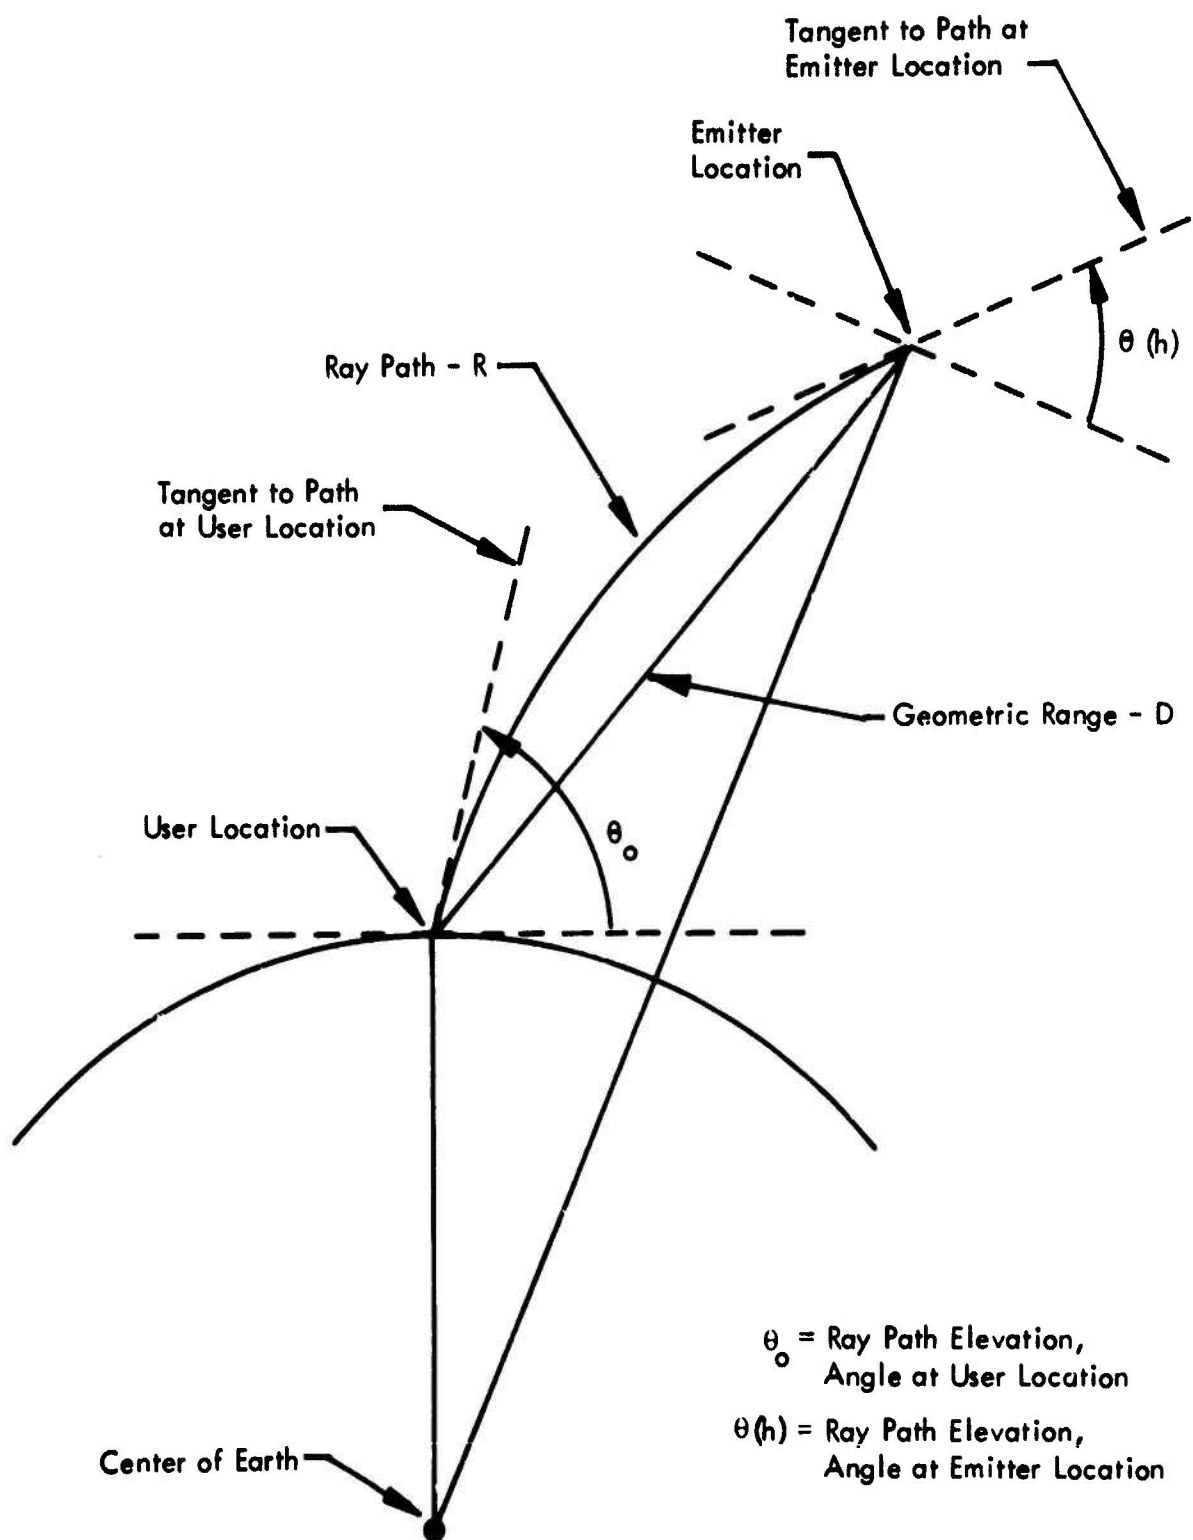 Tangent to Path at
Emitter Location
Emitter
Location
θ (h)
Ray Path - R
Tangent to Path
at User Location
Geometric Range - D
User Location
θo
θo = Ray Path Elevation,
Angle at User Location
θ(h) = Ray Path Elevation,
Angle at Emitter Location
Center of Earth